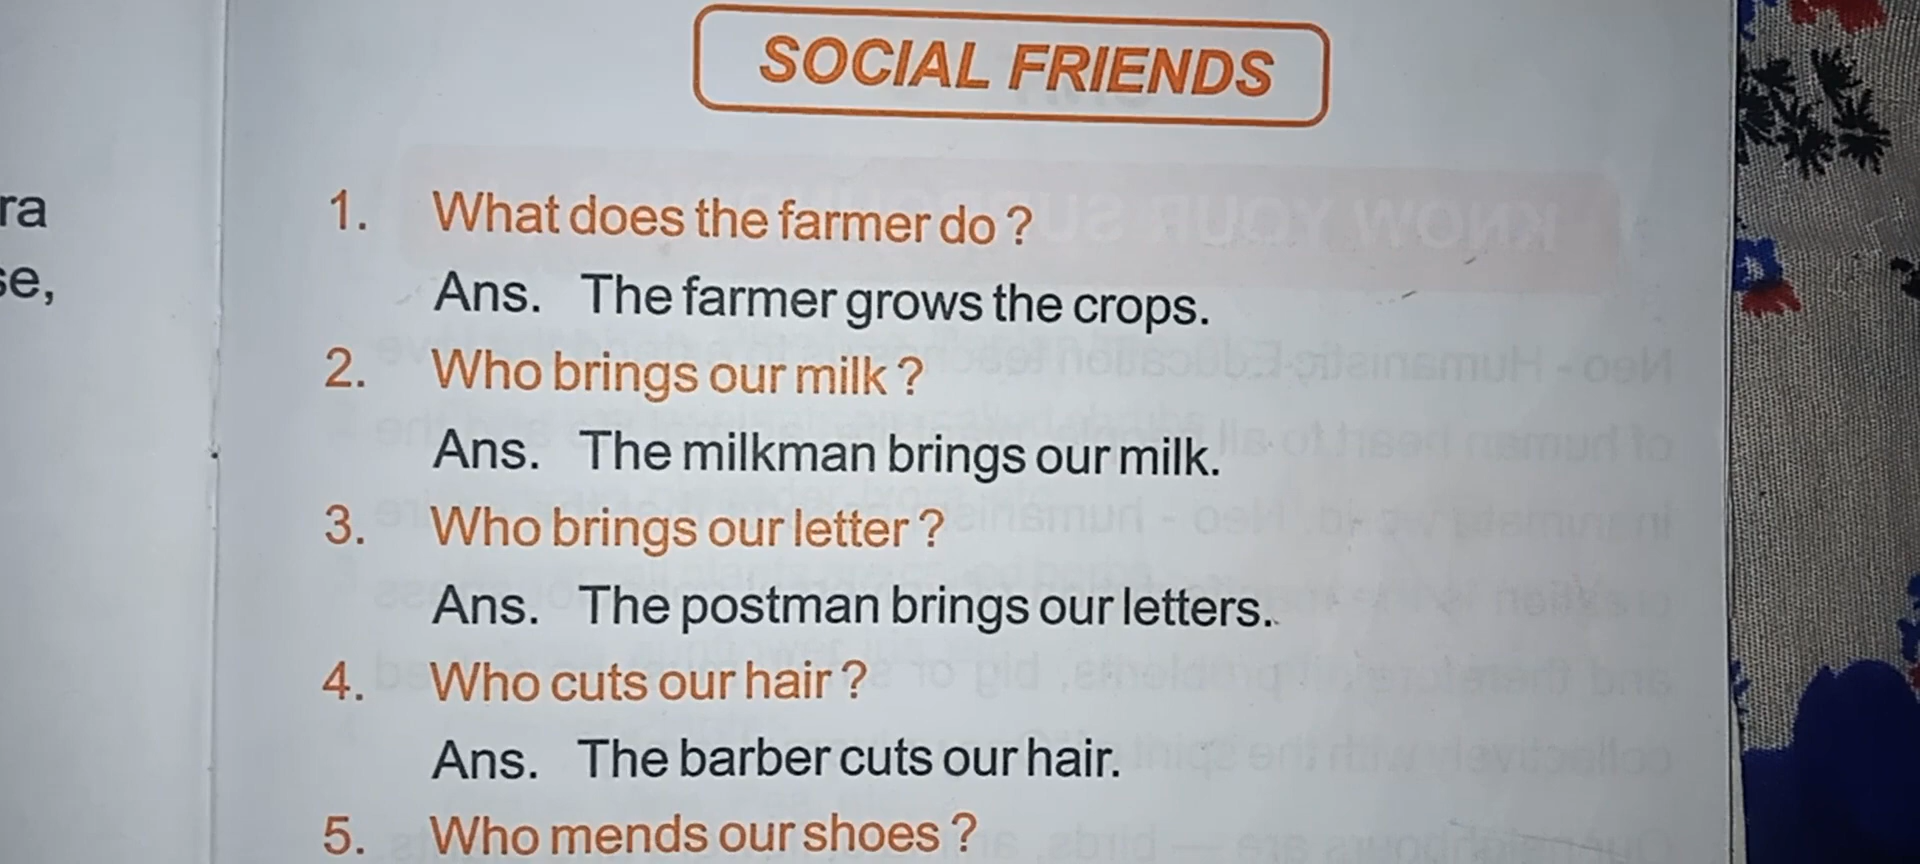 SOCIAL FRIENDS
ra
se,
1. What does the farmer do ?
Ans. The farmer grows the crops.
2. Who brings our milk ?
Ans. The milkman brings our milk.
3. Who brings our letter ?
Ans. The postman brings our letters.
4. Who cuts our hair ?
Ans. The barber cuts our hair.
5. Who mends our shoes ?